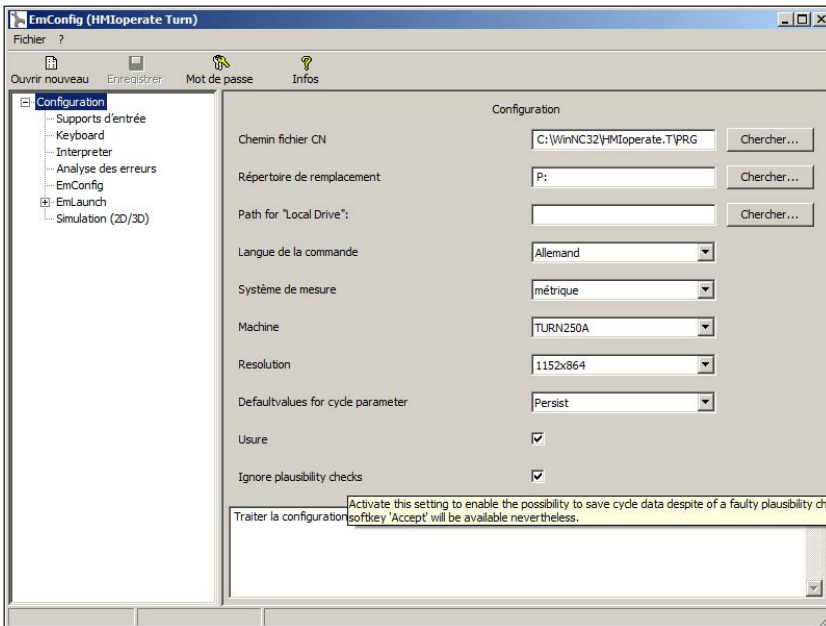 EmConfig (HMIoperate Turn)
Fichier ?
Ouvrir nouveau Enregistrer Mot de passe Infos
Configuration
Supports d'entrée
Keyboard
Interpreter
Analyse des erreurs
EmConfig
EmLaunch
Simulation (2D/3D)
Configuration
Chemin fichier CN C:\WinNC32\HMIoperate.T\PRG Chercher...
Répertoire de remplacement P: Chercher...
Path for "Local Drive": Chercher...
Langue de la commande Allemand
Système de mesure métrique
Machine TURN250A
Resolution 1152x864
Defaultvalues for cycle parameter Persist
Usure
Ignore plausibility checks
Activate this setting to enable the possibility to save cycle data despite of a faulty plausibility ch
softkey 'Accept' will be available nevertheless.
Traiter la configuration